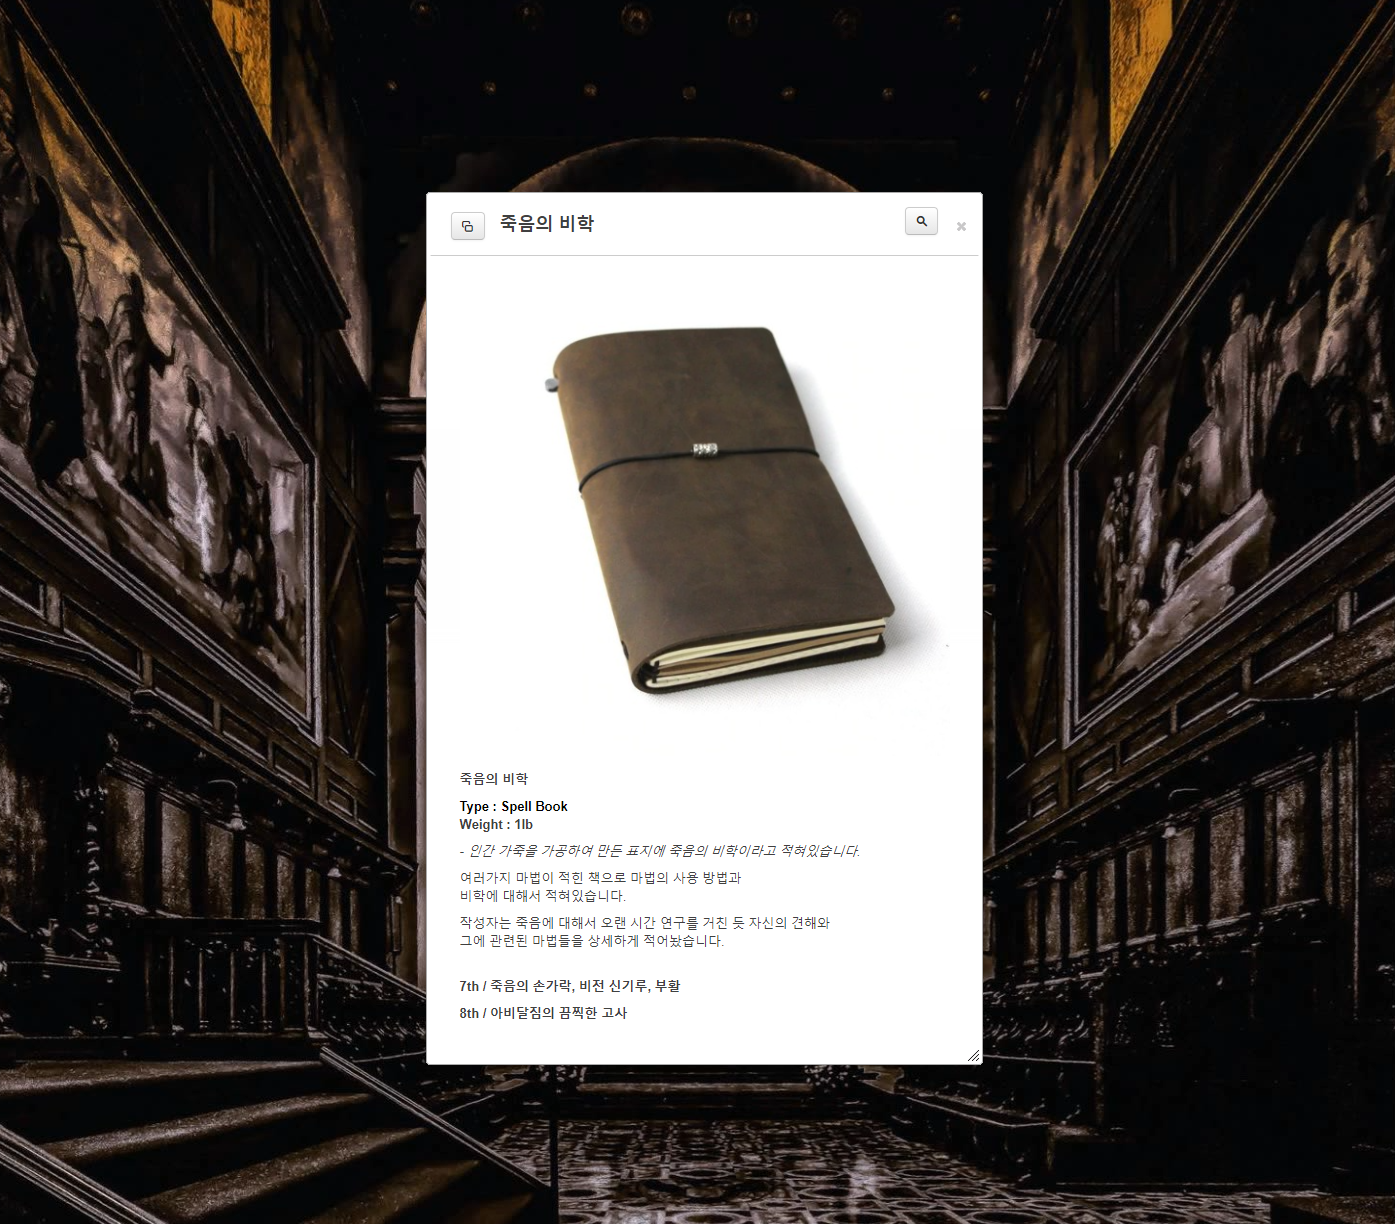 죽음의 비학
죽음의 비학
Type : Spell Book
Weight : 1lb
- 인간 가죽을 가공하여 만든 표지에 죽음의 비학이라고 적혀있습니다.
여러가지 마법이 적힌 책으로 마법의 사용 방법과
비학에 대해서 적혀있습니다.
작성자는 죽음에 대해서 오랜 시간 연구를 거친 듯 자신의 견해와
그에 관련된 마법들을 상세하게 적어놨습니다.
7th / 죽음의 손가락, 비전 신기루, 부활
8th / 아비달짐의 끔찍한 고사